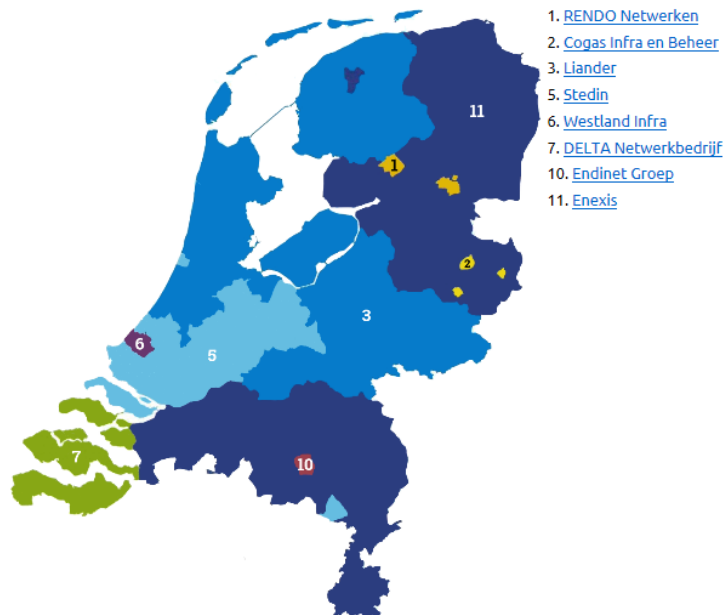 1. RENDO Netwerken
2. Cogas Infra en Beheer
3. Liander
5. Stedin
6. Westland Infra
7. DELTA Netwerkbedrijf
10. Endinet Groep
11. Enexis
11
1
2
3
6
5
7
10